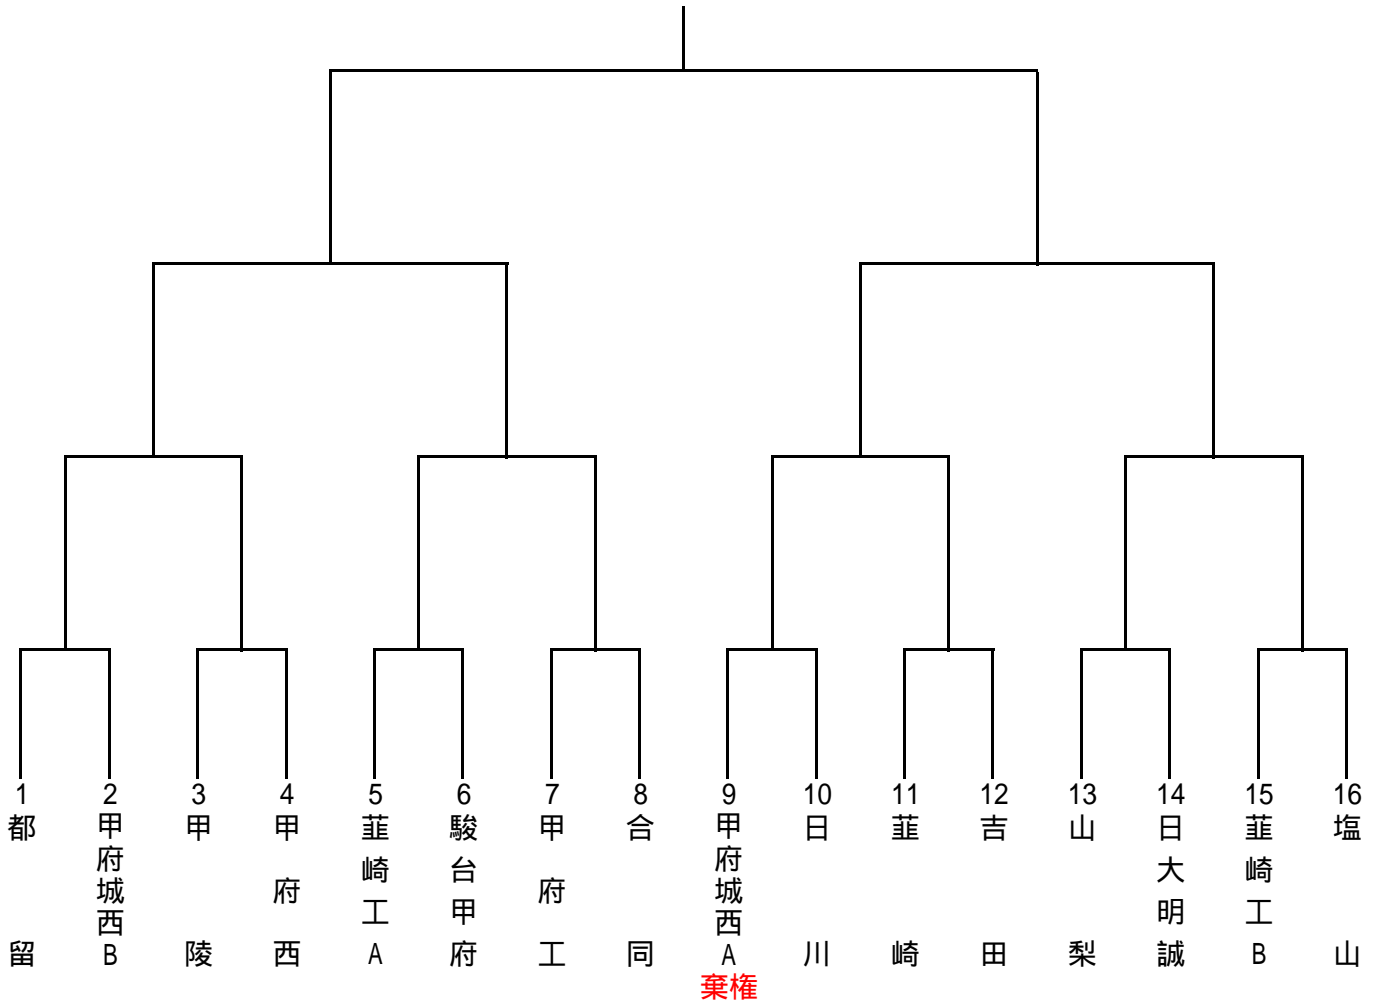 1 2 3 4 5 6 7 8 9 10 11 12 13 14 15 16
都留
甲府城西B
甲陵
甲府西
韮崎工A
駿台甲府
甲府工
合同
甲府城西A
棄権
日川
韮崎
吉田
山梨
日大明誠
韮崎工B
塩山